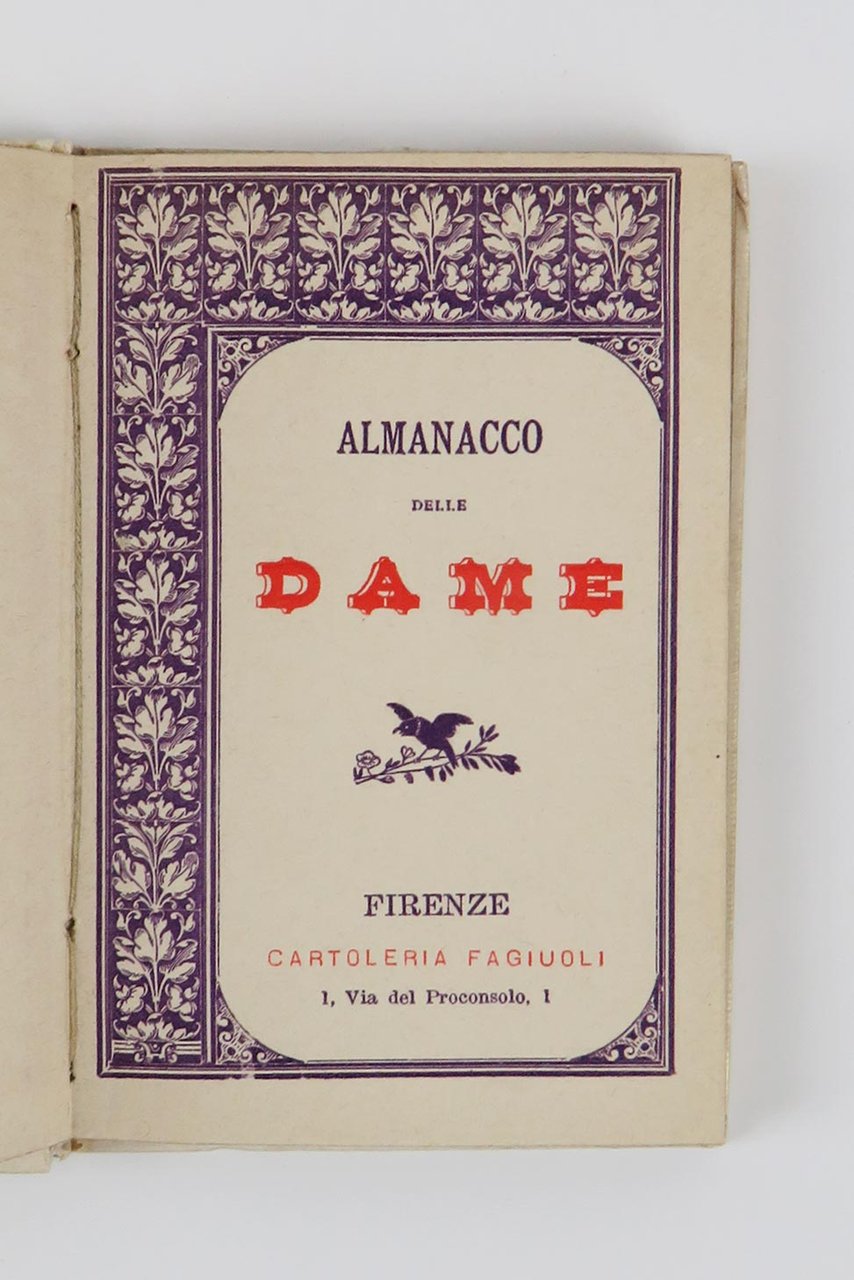 ALMANACCO
DELLE
DAME
FIRENZE
CARTOLERIA FAGIUOLI
1, Via del Proconsolo, 1